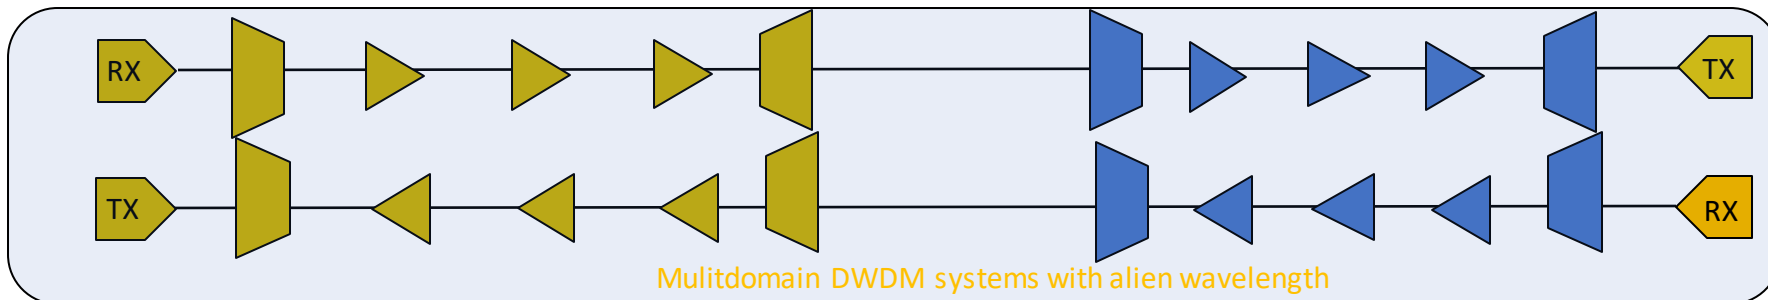 RX
TX
TX
RX
Mulitdomain DWDM systems with alien wavelength